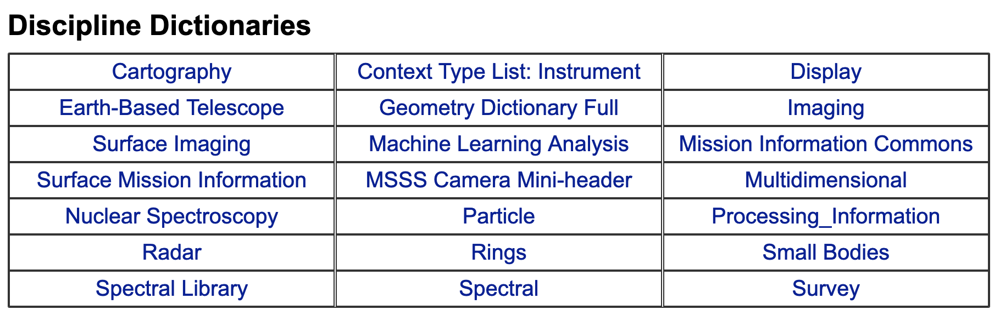 Discipline Dictionaries
Cartography Context Type List: Instrument Display
Earth-Based Telescope Geometry Dictionary Full Imaging
Surface Imaging Machine Learning Analysis Mission Information Commons
Surface Mission Information MSSS Camera Mini-header Multidimensional
Nuclear Spectroscopy Particle Processing_Information
Radar Rings Small Bodies
Spectral Library Spectral Survey